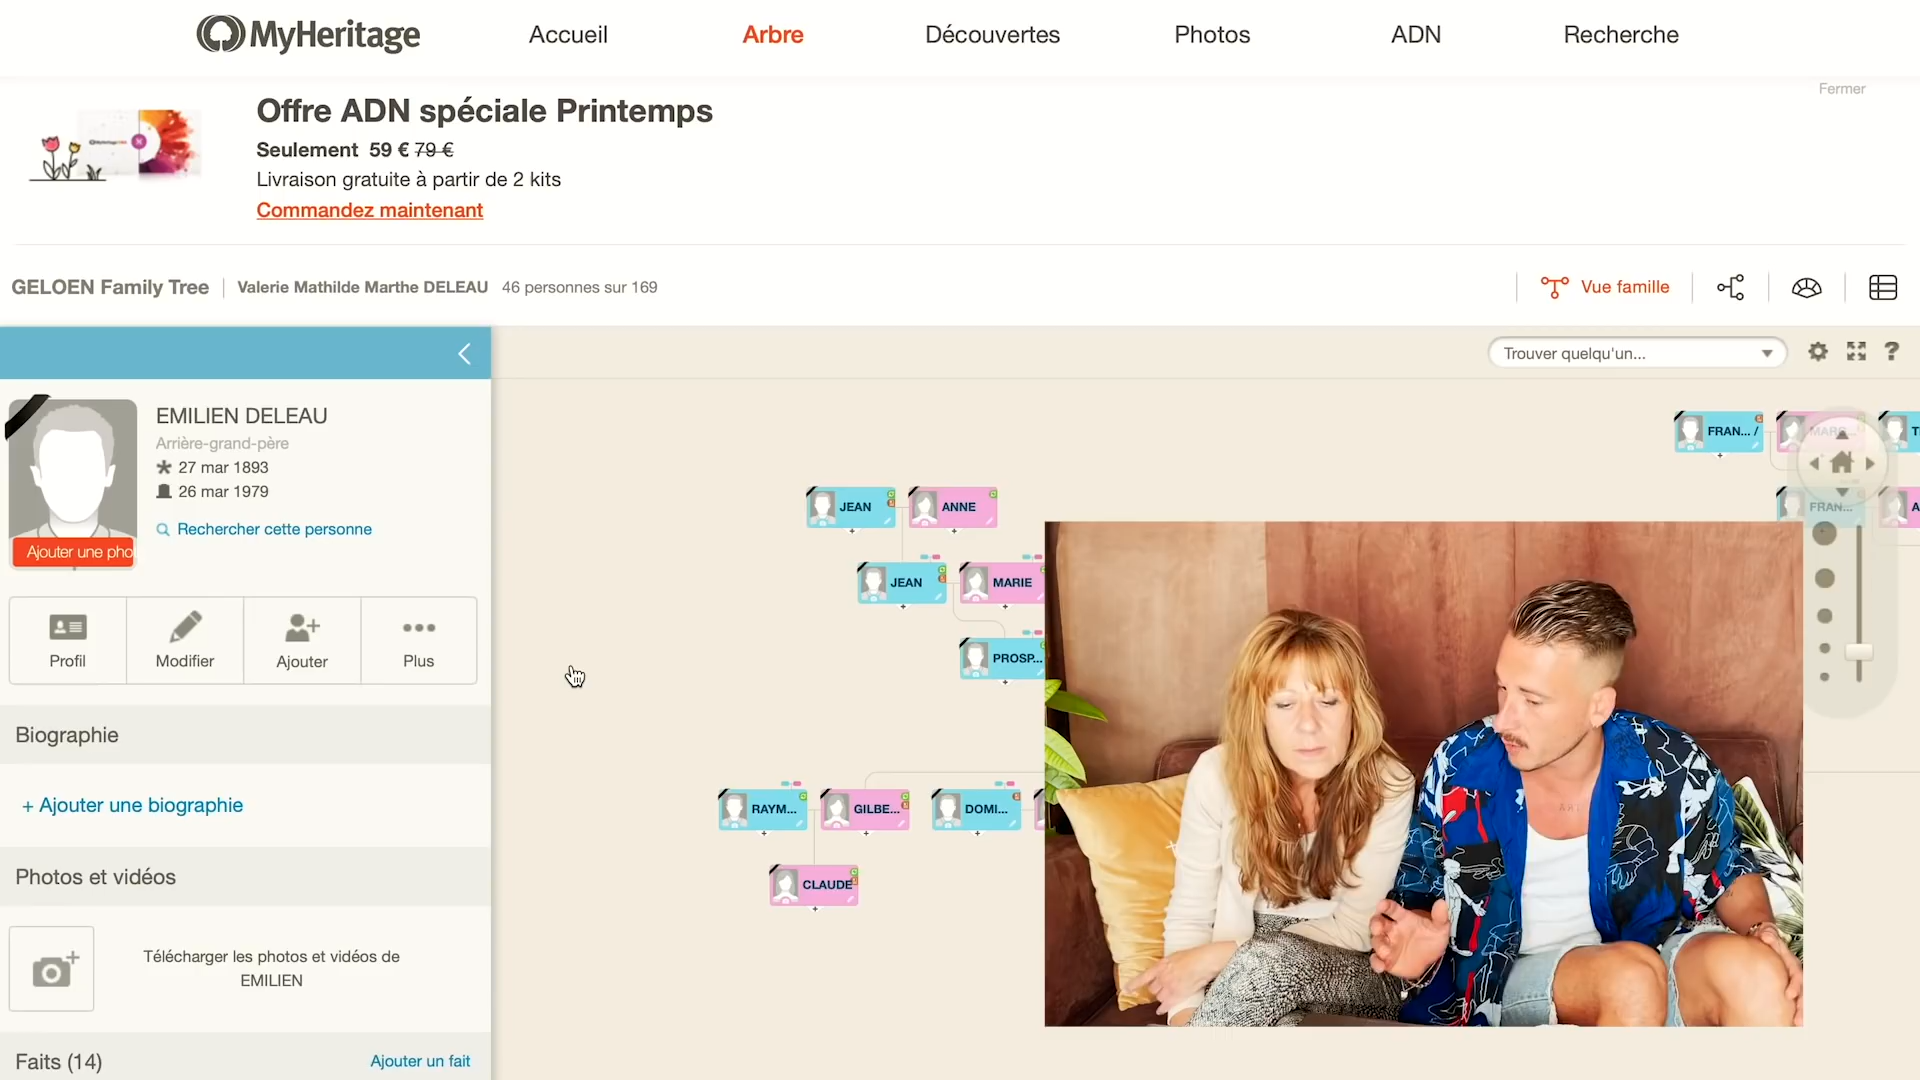 MyHeritage
Accueil
Arbre
Découvertes
Photos
ADN
Recherche
Fermer
Offre ADN spéciale Printemps
Seulement 59 € 79 €
Livraison gratuite à partir de 2 kits
Commandez maintenant
GELOEN Family Tree
Valerie Mathilde Marthe DELEAU
46 personnes sur 169
Vue famille
Trouver quelqu'un...
?
EMILIEN DELEAU
Arrière-grand-père
27 mar 1893
26 mar 1979
Rechercher cette personne
Ajouter une pho
Profil
Modifier
Ajouter
Plus
Biographie
+ Ajouter une biographie
Photos et vidéos
Télécharger les photos et vidéos de
EMILIEN
Faits (14)
Ajouter un fait
FRAN... /
MARG...
T
FRAN...
A
JEAN
ANNE
JEAN
MARIE
PROSP...
RAYM...
GILBE...
DOMI...
CLAUDE